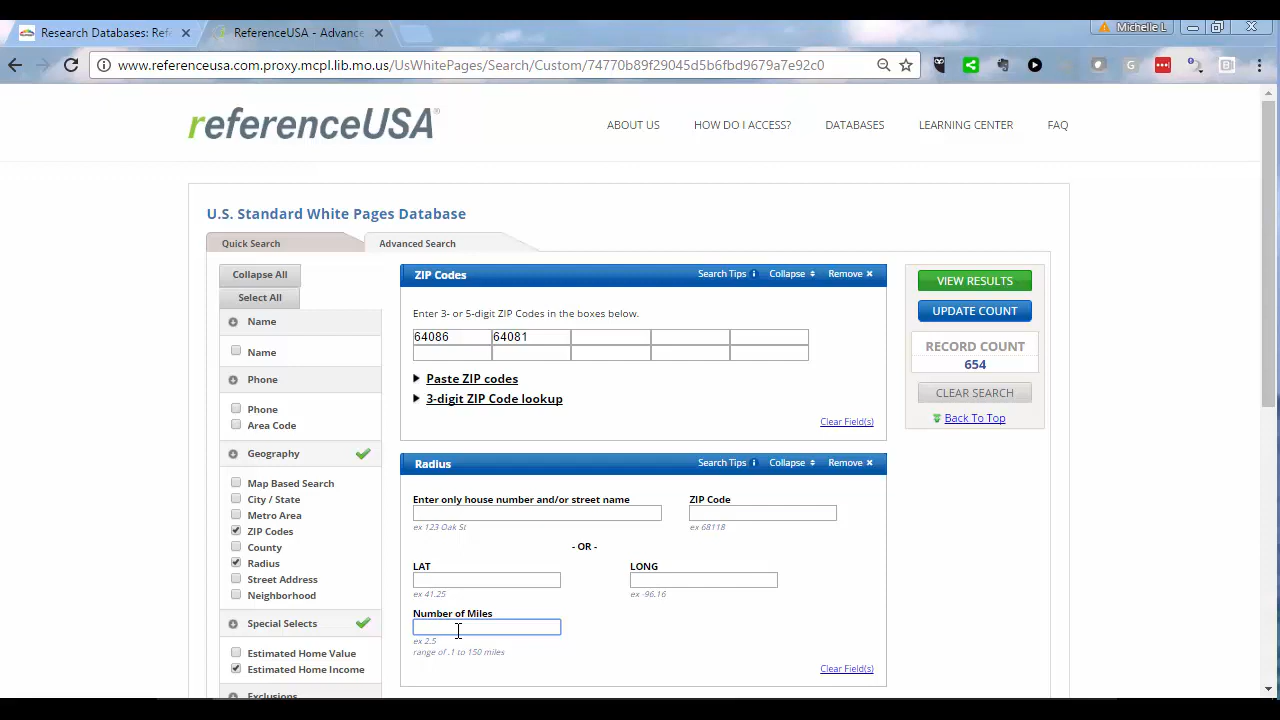 Research Databases: Ref
ReferenceUSA - Advanc
Michelle L
www.referenceusa.com.proxy.mcpl.lib.mo.us/UsWhitePages/Search/Custom/74770b89f29045d5b6fbd9679a7e92c0
referenceUSA®
ABOUT US
HOW DO I ACCESS?
DATABASES
LEARNING CENTER
FAQ
U.S. Standard White Pages Database
Quick Search
Advanced Search
Collapse All
Select All
Name
Name
Phone
Phone
Area Code
Geography
Map Based Search
City / State
Metro Area
ZIP Codes
County
Radius
Street Address
Neighborhood
Special Selects
Estimated Home Value
Estimated Home Income
Exclusions
ZIP Codes
Search Tips
Collapse
Remove
Enter 3- or 5-digit ZIP Codes in the boxes below.
64086
64081
Paste ZIP codes
3-digit ZIP Code lookup
Clear Field(s)
Radius
Search Tips
Collapse
Remove
Enter only house number and/or street name
ZIP Code
ex 123 Oak St
ex 68118
- OR -
LAT
LONG
ex 41.25
ex -96.16
Number of Miles
ex 2.5
range of .1 to 150 miles
Clear Field(s)
VIEW RESULTS
UPDATE COUNT
RECORD COUNT
654
CLEAR SEARCH
Back To Top